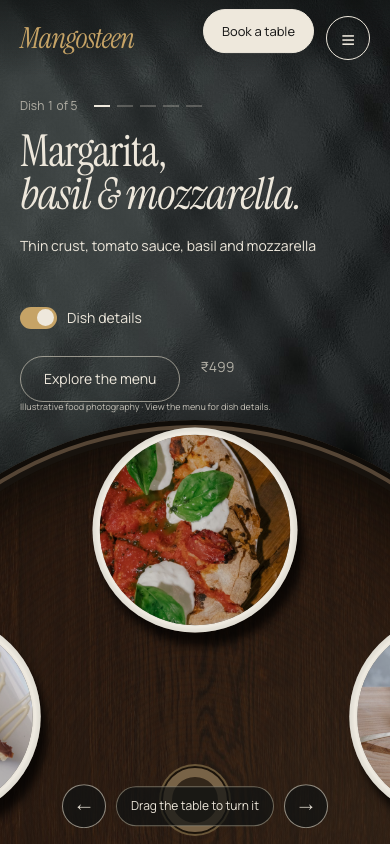 Mangosteen
Book a table
Dish 1 of 5
Margarita,
basil & mozzarella.
Thin crust, tomato sauce, basil and mozzarella
Dish details
Explore the menu
₹499
Illustrative food photography · View the menu for dish details.
← Drag the table to turn it →